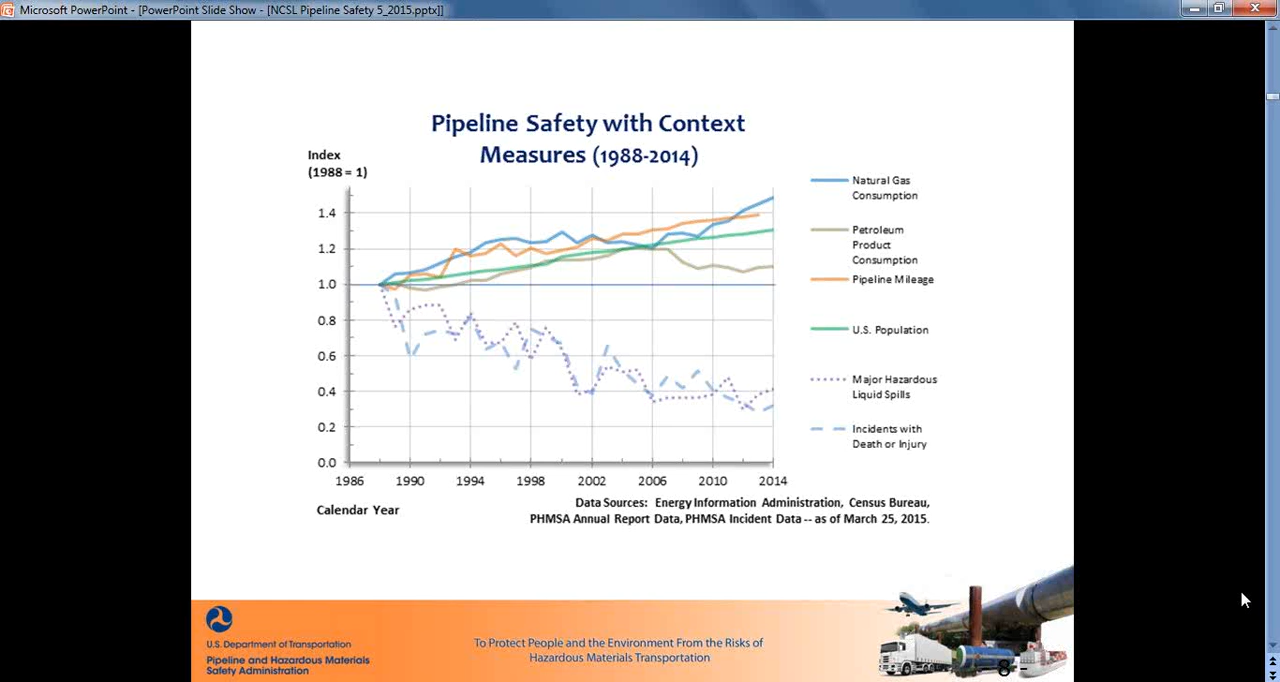 Microsoft PowerPoint - [PowerPoint Slide Show - [NCSL Pipeline Safety 5_2015.pptx]]
Pipeline Safety with Context
Measures (1988-2014)
Index
(1988 = 1)
1.4
1.2
1.0
0.8
0.6
0.4
0.2
0.0
1986
1990
1994
1998
2002
2006
2010
2014
Calendar Year
Natural Gas
Consumption
Petroleum
Product
Consumption
Pipeline Mileage
U.S. Population
Major Hazardous
Liquid Spills
Incidents with
Death or Injury
Data Sources: Energy Information Administration, Census Bureau,
PHMSA Annual Report Data, PHMSA Incident Data -- as of March 25, 2015.
U.S. Department of Transportation
Pipeline and Hazardous Materials
Safety Administration
To Protect People and the Environment From the Risks of
Hazardous Materials Transportation
- 8 -